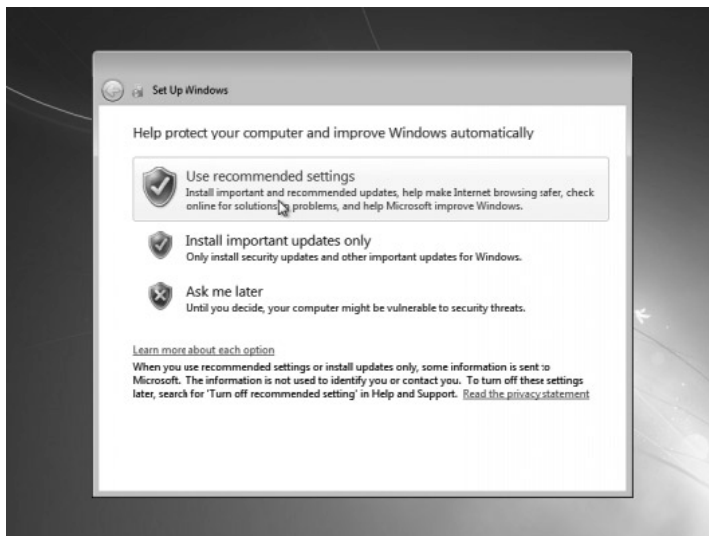 Set Up Windows
Help protect your computer and improve Windows automatically
Use recommended settings
Install important and recommended updates, help make Internet browsing safer, check
online for solutions problems, and help Microsoft improve Windows.
Install important updates only
Only install security updates and other important updates for Windows.
Ask me later
Until you decide, your computer might be vulnerable to security threats.
Learn more about each option
When you use recommended settings or install updates only, some information is sent to
Microsoft. The information is not used to identify you or contact you. To turn off these settings
later, search for 'Turn off recommended setting' in Help and Support. Read the privacy statement